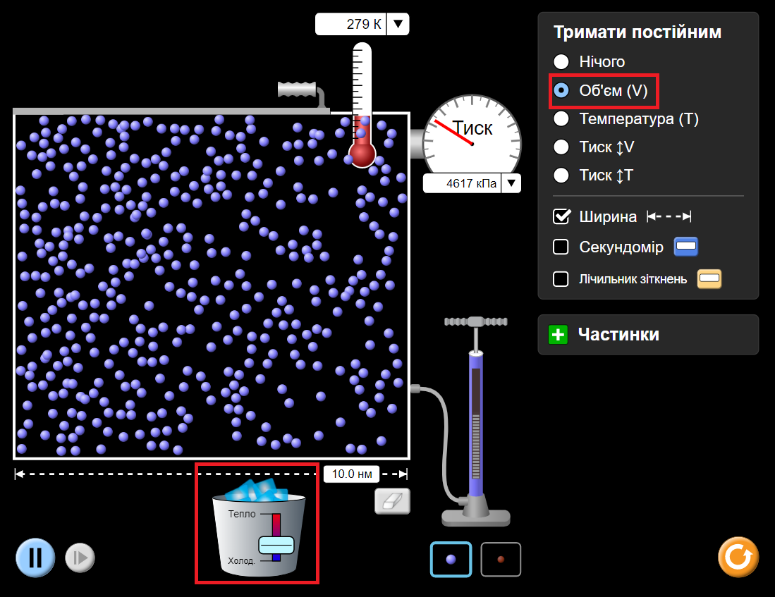 279 К
Тиск
4617 кПа
10.0 нм
Тепло
Холод.
Тримати постійним
Нічого
Об'єм (V)
Температура (T)
Тиск ↕V
Тиск ↕T
Ширина
Секундомір
Лічильник зіткнень
Частинки